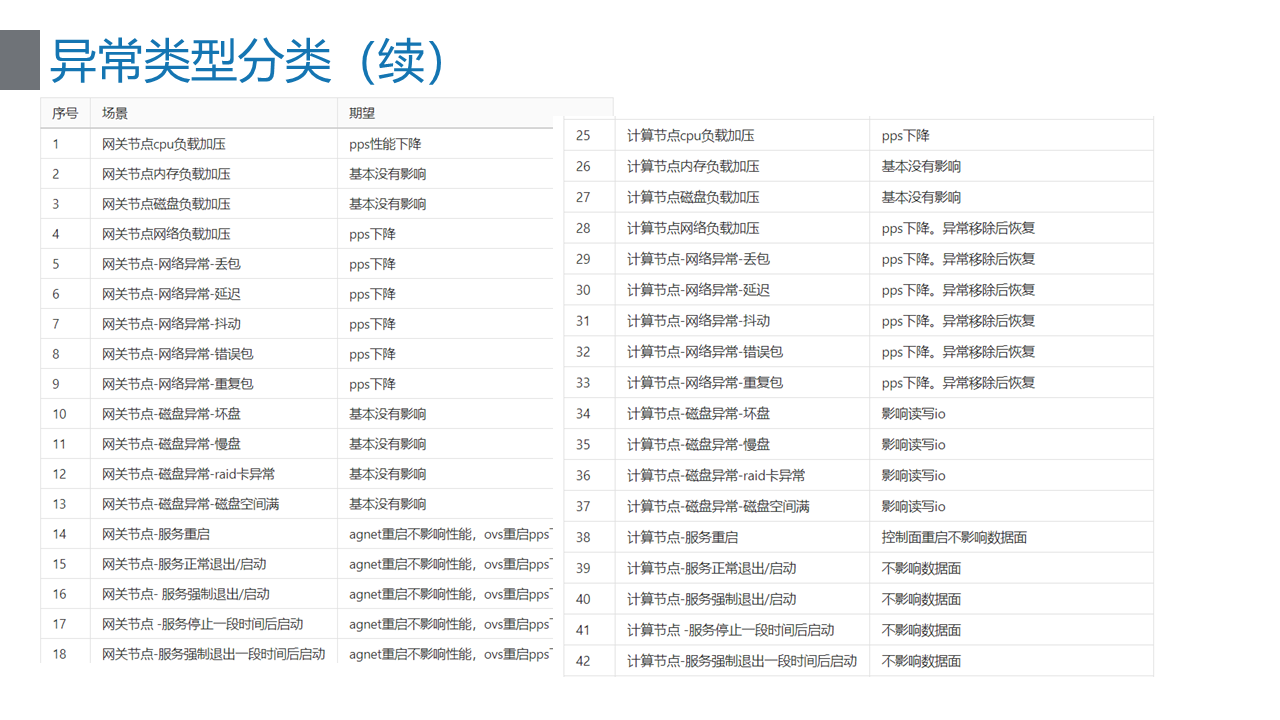 异常类型分类（续）
序号 场景 期望
1 网关节点cpu负载加压 pps性能下降
2 网关节点内存负载加压 基本没有影响
3 网关节点磁盘负载加压 基本没有影响
4 网关节点网络负载加压 pps下降
5 网关节点-网络异常-丢包 pps下降
6 网关节点-网络异常-延迟 pps下降
7 网关节点-网络异常-抖动 pps下降
8 网关节点-网络异常-错误包 pps下降
9 网关节点-网络异常-重复包 pps下降
10 网关节点-磁盘异常-坏盘 基本没有影响
11 网关节点-磁盘异常-慢盘 基本没有影响
12 网关节点-磁盘异常-raid卡异常 基本没有影响
13 网关节点-磁盘异常-磁盘空间满 基本没有影响
14 网关节点-服务重启 agnet重启不影响性能，ovs重启pps
15 网关节点-服务正常退出/启动 agnet重启不影响性能，ovs重启pps
16 网关节点- 服务强制退出/启动 agnet重启不影响性能，ovs重启pps
17 网关节点 -服务停止一段时间后启动 agnet重启不影响性能，ovs重启pps
18 网关节点-服务强制退出一段时间后启动 agnet重启不影响性能，ovs重启pps
25 计算节点cpu负载加压 pps下降
26 计算节点内存负载加压 基本没有影响
27 计算节点磁盘负载加压 基本没有影响
28 计算节点网络负载加压 pps下降。异常移除后恢复
29 计算节点-网络异常-丢包 pps下降。异常移除后恢复
30 计算节点-网络异常-延迟 pps下降。异常移除后恢复
31 计算节点-网络异常-抖动 pps下降。异常移除后恢复
32 计算节点-网络异常-错误包 pps下降。异常移除后恢复
33 计算节点-网络异常-重复包 pps下降。异常移除后恢复
34 计算节点-磁盘异常-坏盘 影响读写io
35 计算节点-磁盘异常-慢盘 影响读写io
36 计算节点-磁盘异常-raid卡异常 影响读写io
37 计算节点-磁盘异常-磁盘空间满 影响读写io
38 计算节点-服务重启 控制面重启不影响数据面
39 计算节点-服务正常退出/启动 不影响数据面
40 计算节点-服务强制退出/启动 不影响数据面
41 计算节点 -服务停止一段时间后启动 不影响数据面
42 计算节点-服务强制退出一段时间后启动 不影响数据面